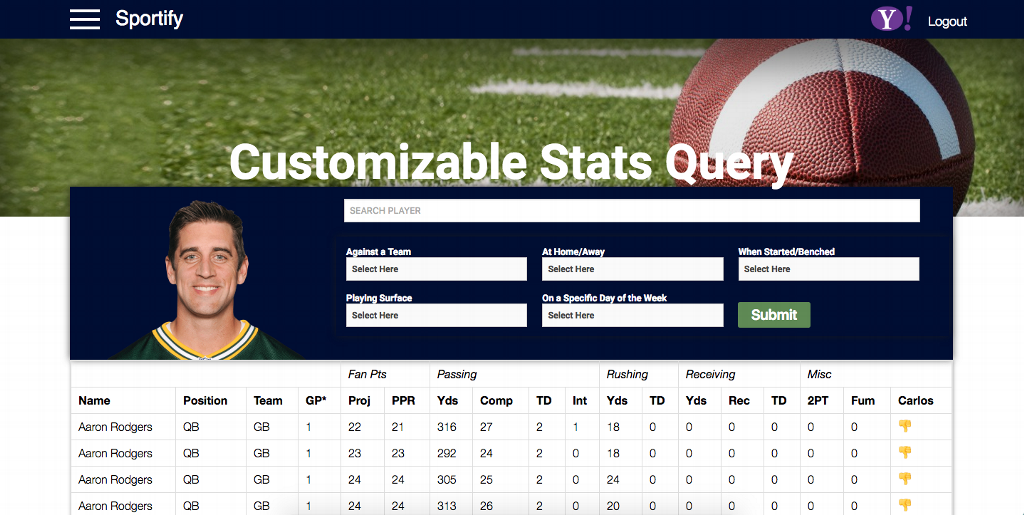 Sportify
Y!
Logout
Customizable Stats Query
SEARCH PLAYER
Against a Team At Home/Away When Started/Benched
Select Here Select Here Select Here
Playing Surface On a Specific Day of the Week
Select Here Select Here Submit
Fan Pts Passing Rushing Receiving Misc
Name Position Team GP* Proj PPR Yds Comp TD Int Yds TD Yds Rec TD 2PT Fum Carlos
Aaron Rodgers QB GB 1 22 21 316 27 2 1 18 0 0 0 0 0 0 👎
Aaron Rodgers QB GB 1 23 23 292 24 2 0 18 0 0 0 0 0 0 👎
Aaron Rodgers QB GB 1 24 24 305 25 2 0 24 0 0 0 0 0 0 👎
Aaron Rodgers QB GB 1 24 24 313 26 2 0 20 0 0 0 0 0 0 👎